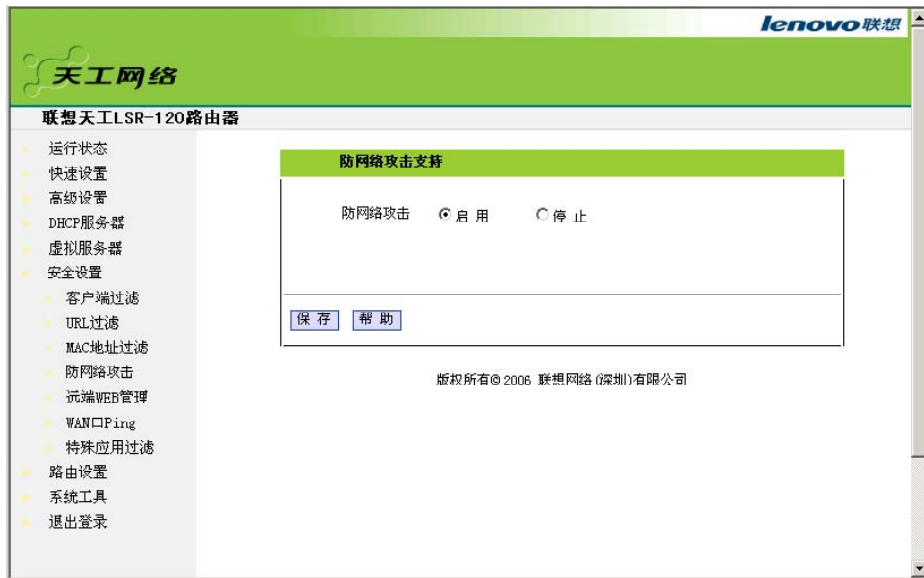 lenovo联想
天工网络
联想天工LSR-120路由器
运行状态
快速设置
高级设置
DHCP服务器
虚拟服务器
安全设置
客户端过滤
URL过滤
MAC地址过滤
防网络攻击
远端WEB管理
WAN口Ping
特殊应用过滤
路由设置
系统工具
退出登录
防网络攻击支持
防网络攻击 启用 停止
保存 帮助
版权所有©2006 联想网络(深圳)有限公司